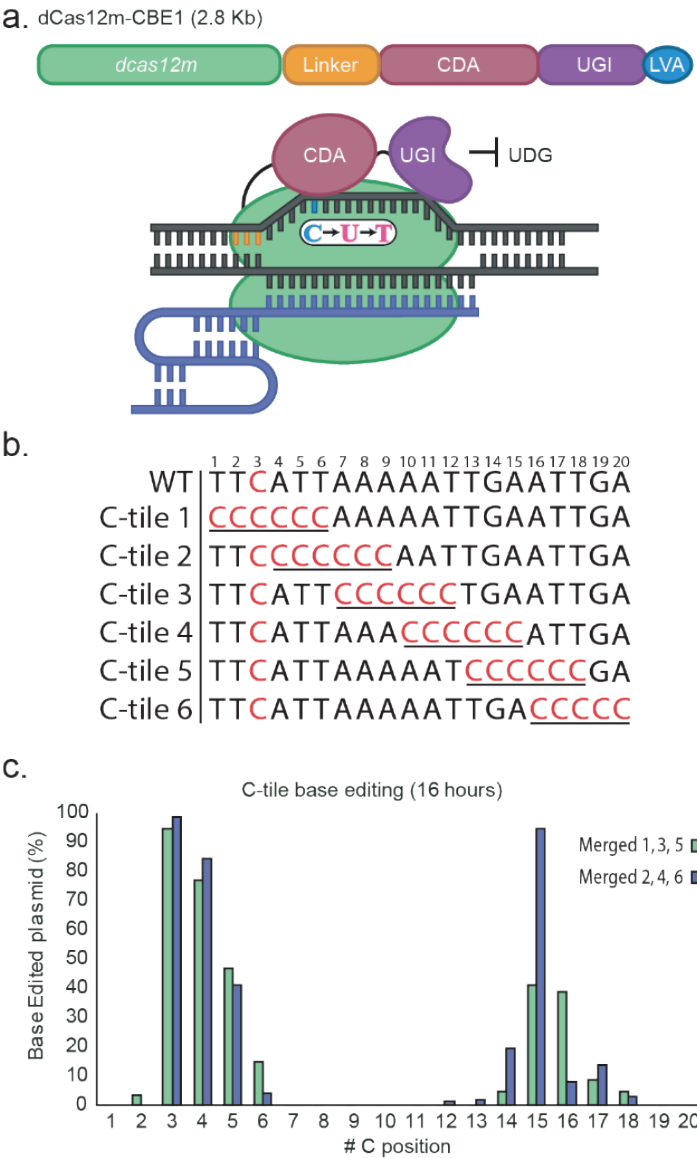 a. dCas12m-CBE1 (2.8 Kb)
dcas12m Linker CDA UGI LVA
CDA UGI UDG
C→U→T
b.
1 2 3 4 5 6 7 8 9 10 11 12 13 14 15 16 17 18 19 20
WT TTCATTAAAAATTGAATTGA
C-tile 1 CCCCCCAAAAATTGAATTGA
C-tile 2 TTCCCCCCCAATTGAATTGA
C-tile 3 TTCATTCCCCCCTGAATTGA
C-tile 4 TTCATTAAACCCCCCATTGA
C-tile 5 TTCATTAAAAATCCCCCCGA
C-tile 6 TTCATTAAAAATTGACCCCC
c.
C-tile base editing (16 hours)
Base Edited plasmid (%)
100
90
80
70
60
50
40
30
20
10
0
Merged 1, 3, 5
Merged 2, 4, 6
1 2 3 4 5 6 7 8 9 10 11 12 13 14 15 16 17 18 19 20
# C position